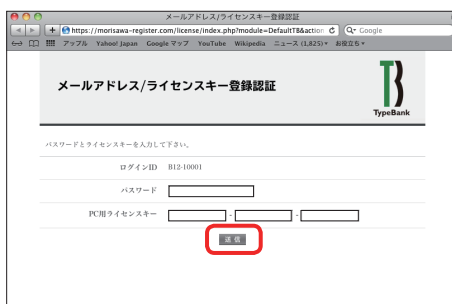 メールアドレス/ライセンスキー登録認証
https://morisawa-register.com/license/index.php?module=DefaultTB&action
Google
アップル Yahoo! Japan Google マップ YouTube Wikipedia ニュース (1,825)▼ お役立ち▼
メールアドレス/ライセンスキー登録認証
TB
TypeBank
パスワードとライセンスキーを入力して下さい。
ログインID B12-10001
パスワード
PC用ライセンスキー - -
送信